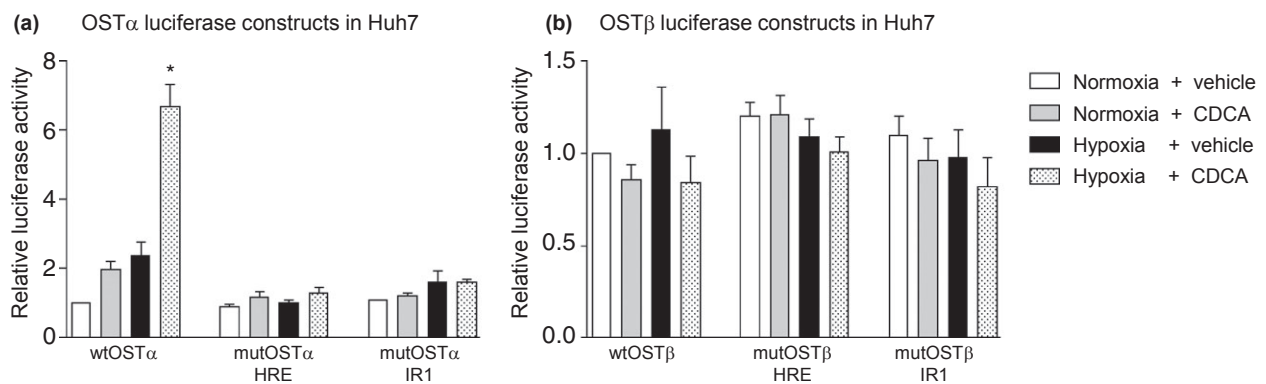 (a) OSTα luciferase constructs in Huh7
Relative luciferase activity
8
6
4
2
0
*
wtOSTα
mutOSTα
HRE
mutOSTα
IR1
(b) OSTβ luciferase constructs in Huh7
Relative luciferase activity
1.5
1.0
0.5
0.0
wtOSTβ
mutOSTβ
HRE
mutOSTβ
IR1
Normoxia + vehicle
Normoxia + CDCA
Hypoxia + vehicle
Hypoxia + CDCA